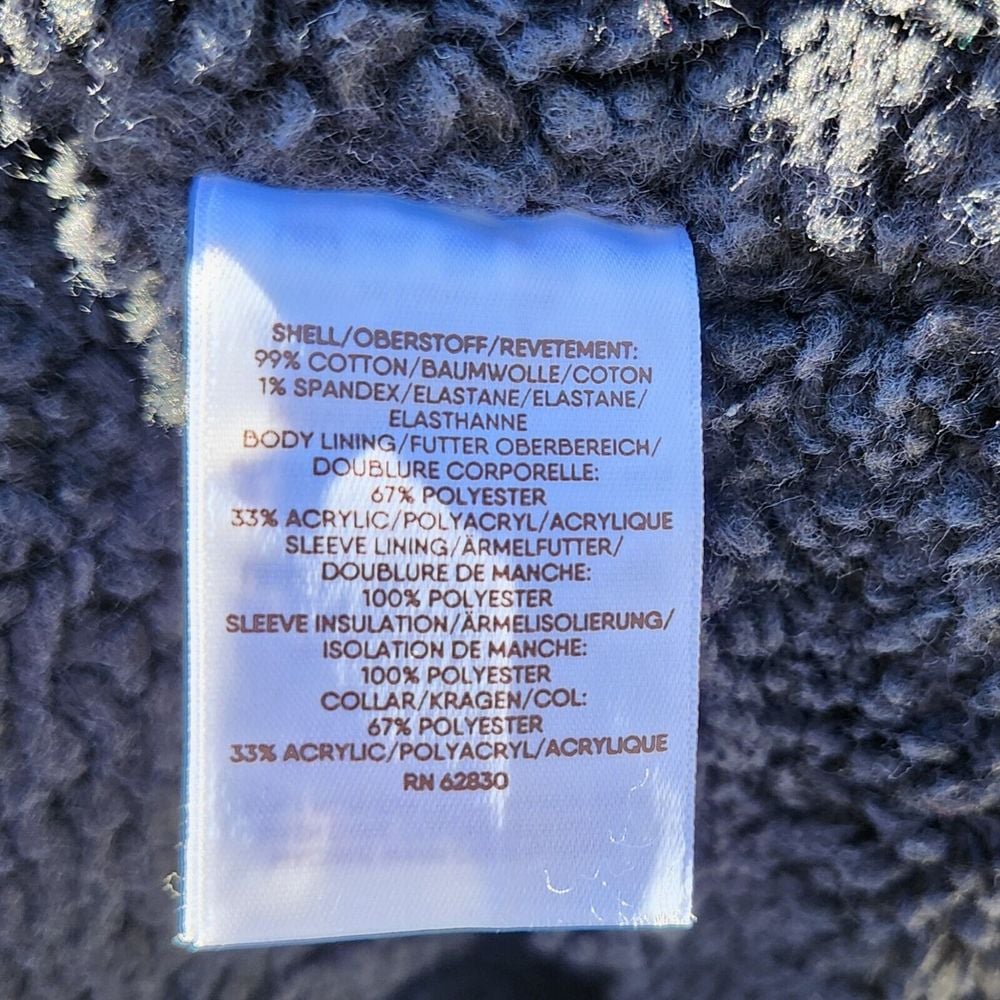 SHELL/OBERSTOFF/REVETEMENT:
99% COTTON/BAUMWOLLE/COTON
1% SPANDEX/ELASTANE/ELASTANE/
ELASTHANNE
BODY LINING/FUTTER OBERBEREICH/
DOUBLURE CORPORELLE:
67% POLYESTER
33% ACRYLIC/POLYACRYL/ACRYLIQUE
SLEEVE LINING/ÄRMELFUTTER/
DOUBLURE DE MANCHE:
100% POLYESTER
SLEEVE INSULATION/ÄRMELISOLIERUNG/
ISOLATION DE MANCHE:
100% POLYESTER
COLLAR/KRAGEN/COL:
67% POLYESTER
33% ACRYLIC/POLYACRYL/ACRYLIQUE
RN 62830